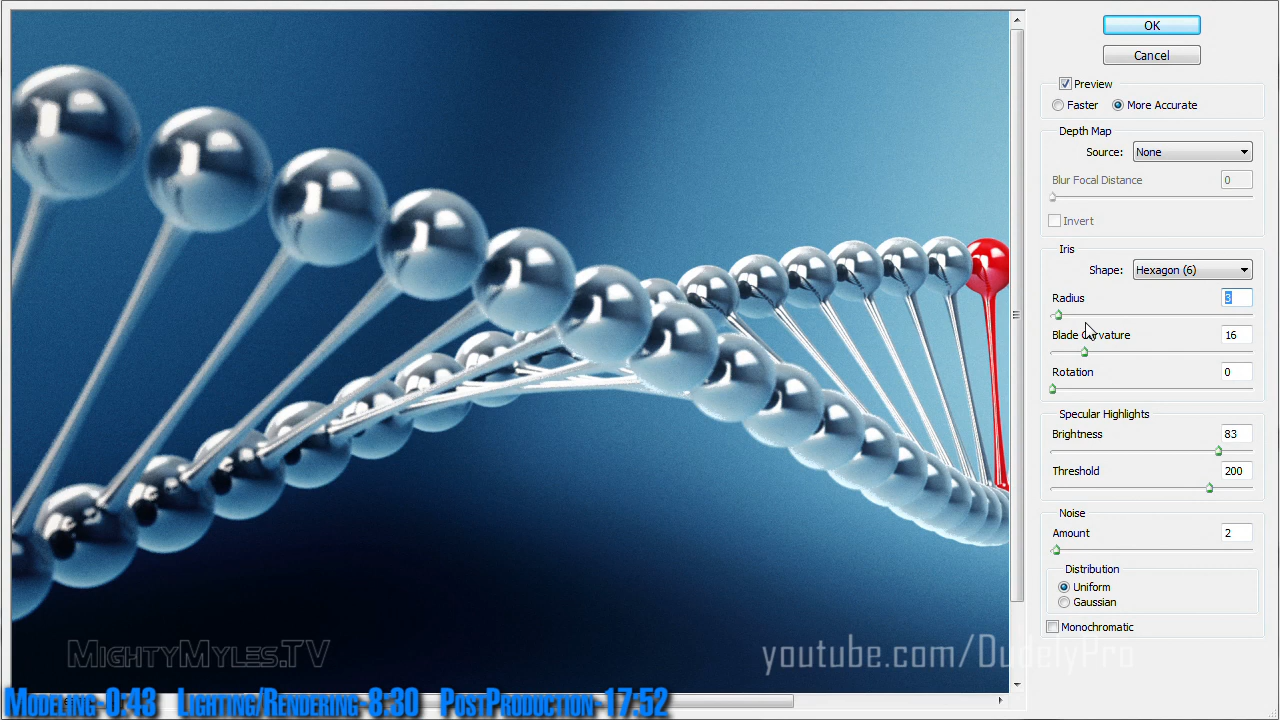 OK
Cancel
Preview
Faster More Accurate
Depth Map
Source: None
Blur Focal Distance 0
Invert
Iris
Shape: Hexagon (6)
Radius 3
Blade Curvature 16
Rotation 0
Specular Highlights
Brightness 83
Threshold 200
Noise
Amount 2
Distribution
Uniform
Gaussian
Monochromatic
MightyMyles.TV youtube.com/DudelyPro
Modeling-0:43 Lighting/Rendering-8:30 PostProduction-17:52